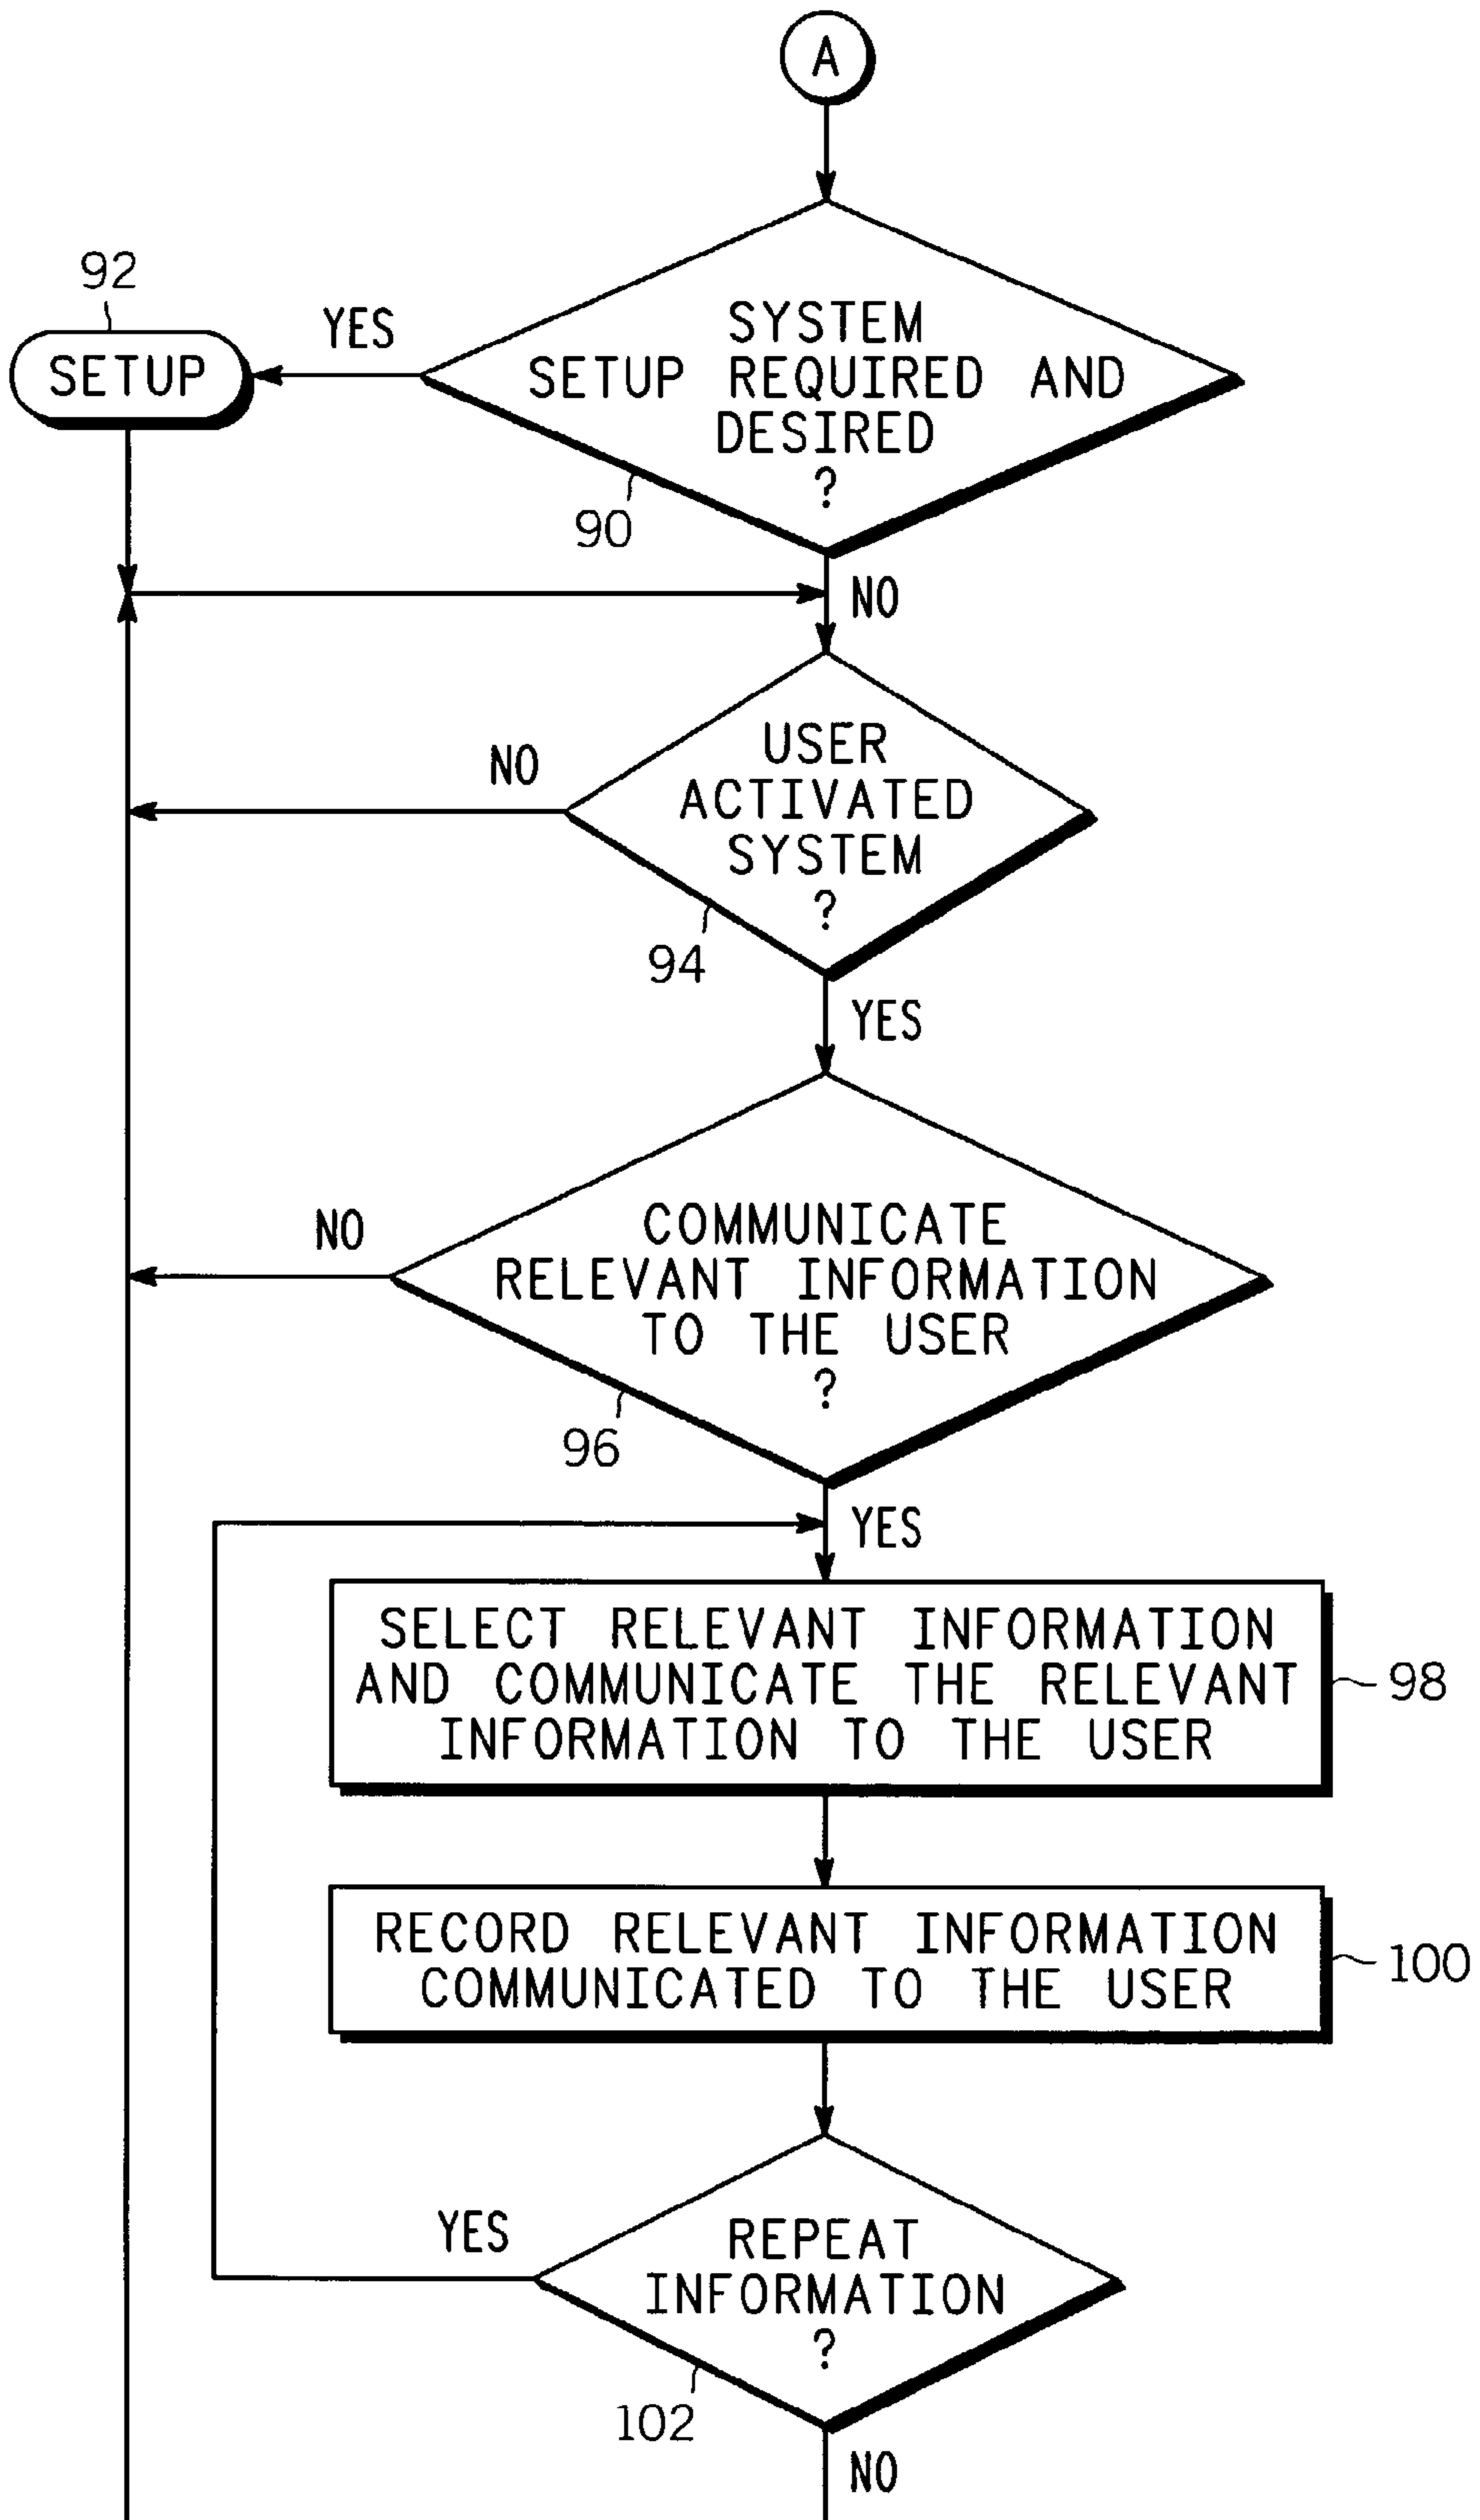 A
92
SETUP
YES
SYSTEM
SETUP REQUIRED AND
DESIRED
?
90
NO
USER
ACTIVATED
SYSTEM
?
NO
94
YES
COMMUNICATE
RELEVANT INFORMATION
TO THE USER
?
NO
96
YES
SELECT RELEVANT INFORMATION
AND COMMUNICATE THE RELEVANT
INFORMATION TO THE USER
98
RECORD RELEVANT INFORMATION
COMMUNICATED TO THE USER
100
YES
REPEAT
INFORMATION
?
102
NO